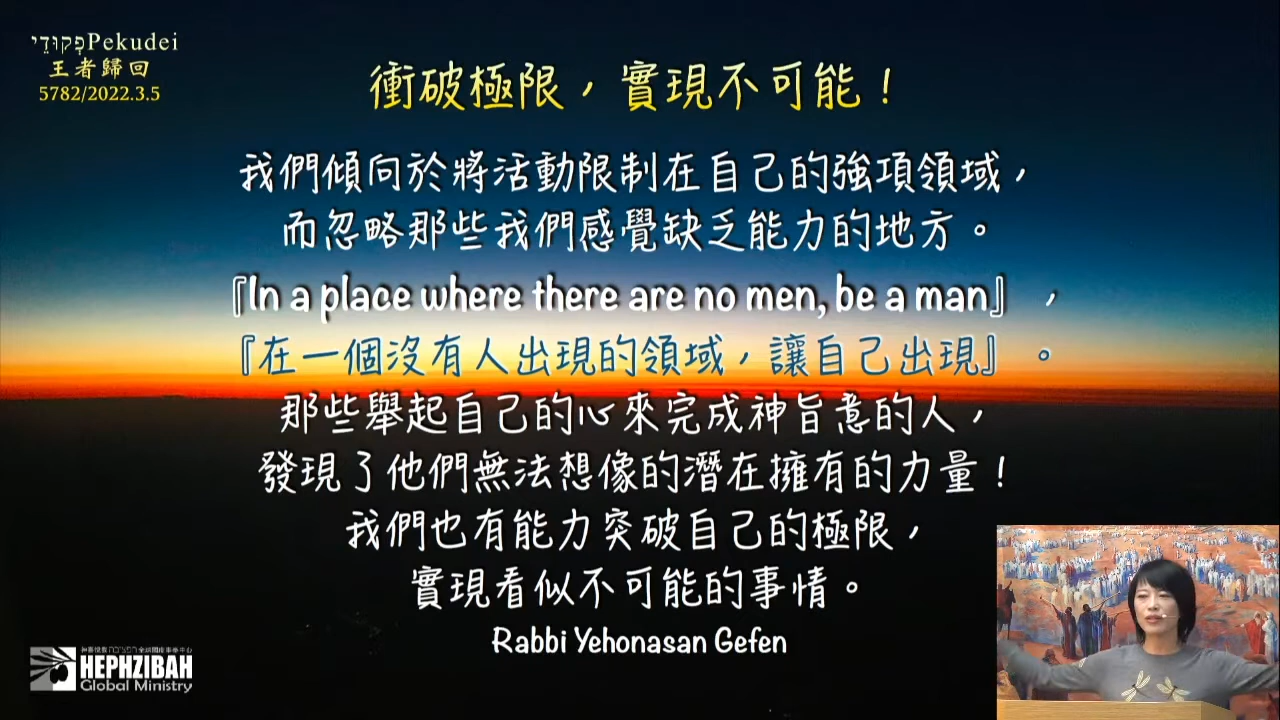 פְקוּדֵי Pekudei
王者歸回
5782/2022.3.5
衝破極限，實現不可能！
我們傾向於將活動限制在自己的強項領域，
而忽略那些我們感覺缺乏能力的地方。
『In a place where there are no men, be a man』，
『在一個沒有人出現的領域，讓自己出現』。
那些舉起自己的心來完成神旨意的人，
發現了他們無法想像的潛在擁有的力量！
我們也有能力突破自己的極限，
實現看似不可能的事情。
Rabbi Yehonasan Gefen
HEPHZIBAH
Global Ministry